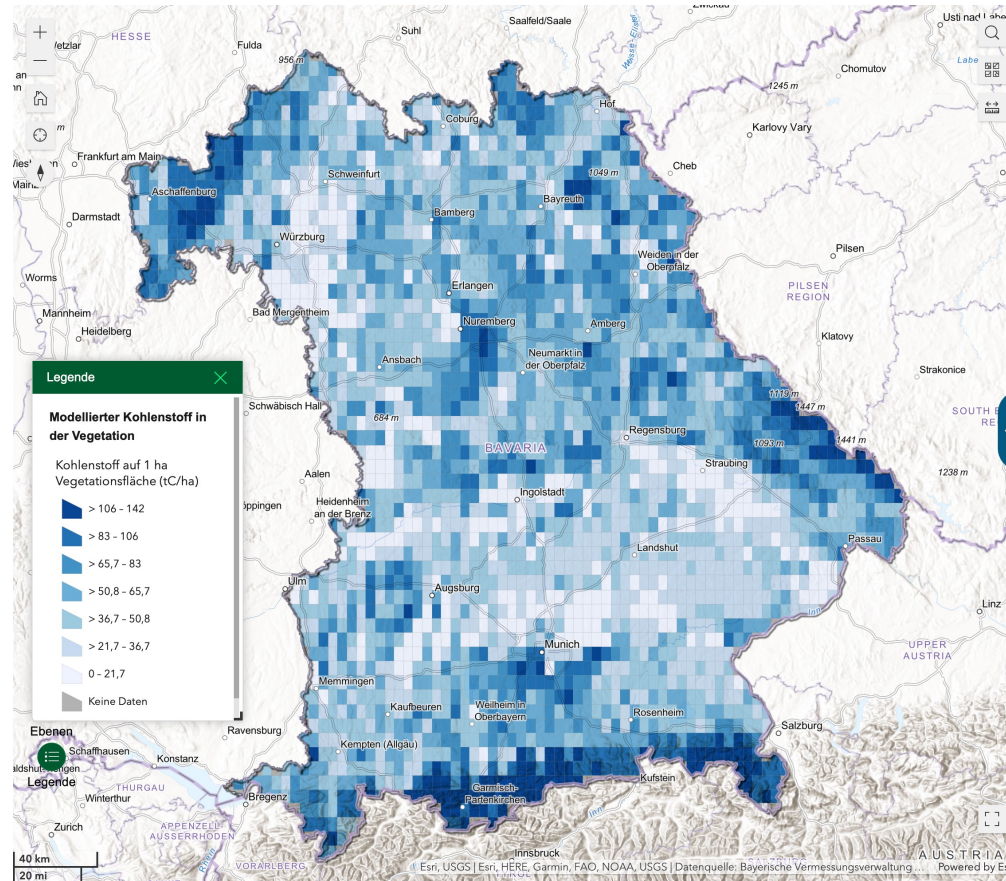 Zwickau
Saalfeld/Saale
Suhl
HESSE
Fulda
Weisse-Elster
Labe
Chomutov
956 m
1245 m
Hof
Coburg
Karlovy Vary
Cheb
Frankfurt am Main
1049 m
Schweinfurt
Aschaffenburg
Bayreuth
Darmstadt
Bamberg
Würzburg
Pilsen
Weiden in der
Oberpfalz
Worms
PILSEN
REGION
Erlangen
Mannheim
Bad Mergentheim
Nuremberg
Amberg
Heidelberg
Klatovy
Neumarkt in
der Oberpfalz
Ansbach
Strakonice
Legende
Modellierter Kohlenstoff in
der Vegetation
Kohlenstoff auf 1 ha
Vegetationsfläche (tC/ha)
> 106 - 142
> 83 - 106
> 65,7 - 83
> 50,8 - 65,7
> 36,7 - 50,8
> 21,7 - 36,7
0 - 21,7
Keine Daten
Schwäbisch Hall
684 m
1119 m
1447 m
Regensburg
BAVARIA
1093 m
1441 m
Straubing
1238 m
Aalen
Ingolstadt
Heidenheim
an der Brenz
Passau
Landshut
Ulm
Augsburg
Linz
Inn
Munich
UPPER
AUSTRIA
Memmingen
Kaufbeuren
Weilheim in
Oberbayern
Rosenheim
Salzburg
Ebenen
Ravensburg
Kempten (Allgäu)
Schaffhausen
Konstanz
Legende
Kufstein
Garmisch-
Partenkirchen
THURGAU
Bregenz
Winterthur
Inn
APPENZELL
AUSSERRHODEN
Zurich
Rhein
Innsbruck
AUSTRIA
40 km
VORARLBERG
20 mi
Esri, USGS | Esri, HERE, Garmin, FAO, NOAA, USGS | Datenquelle: Bayerische Vermessungsverwaltung ...
Powered by